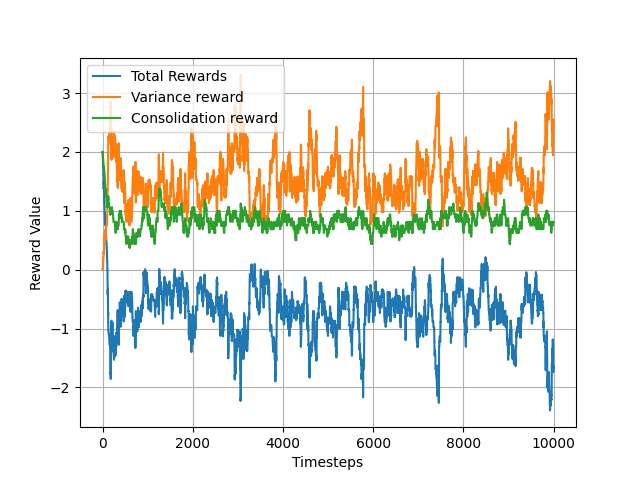 Total Rewards
Variance reward
Consolidation reward
3
2
1
0
−1
−2
Reward Value
0
2000
4000
6000
8000
10000
Timesteps